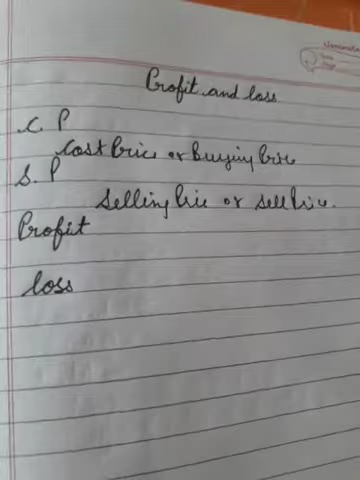 Profit and loss
C. P
Cost Price or Buying Price
S. P
Selling Price or Sell Price.
Profit
loss